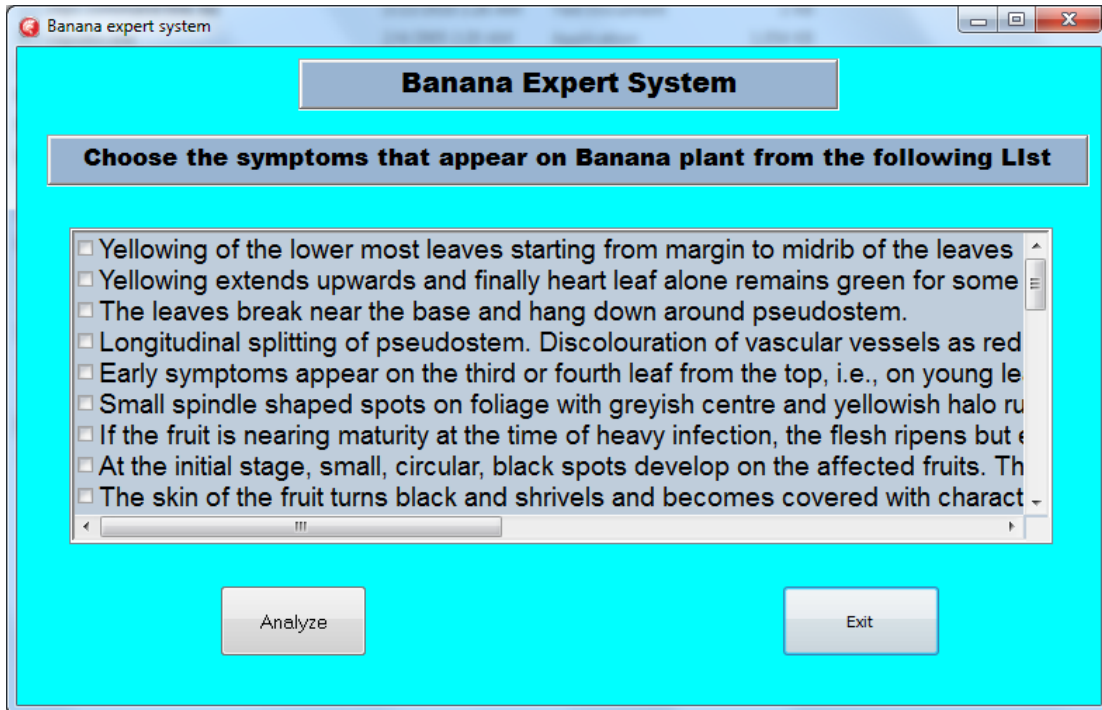 Banana expert system
Banana Expert System
Choose the symptoms that appear on Banana plant from the following LIst
Yellowing of the lower most leaves starting from margin to midrib of the leaves
Yellowing extends upwards and finally heart leaf alone remains green for some
The leaves break near the base and hang down around pseudostem.
Longitudinal splitting of pseudostem. Discolouration of vascular vessels as red
Early symptoms appear on the third or fourth leaf from the top, i.e., on young le
Small spindle shaped spots on foliage with greyish centre and yellowish halo ru
If the fruit is nearing maturity at the time of heavy infection, the flesh ripens but
At the initial stage, small, circular, black spots develop on the affected fruits. Th
The skin of the fruit turns black and shrivels and becomes covered with charact
Analyze
Exit